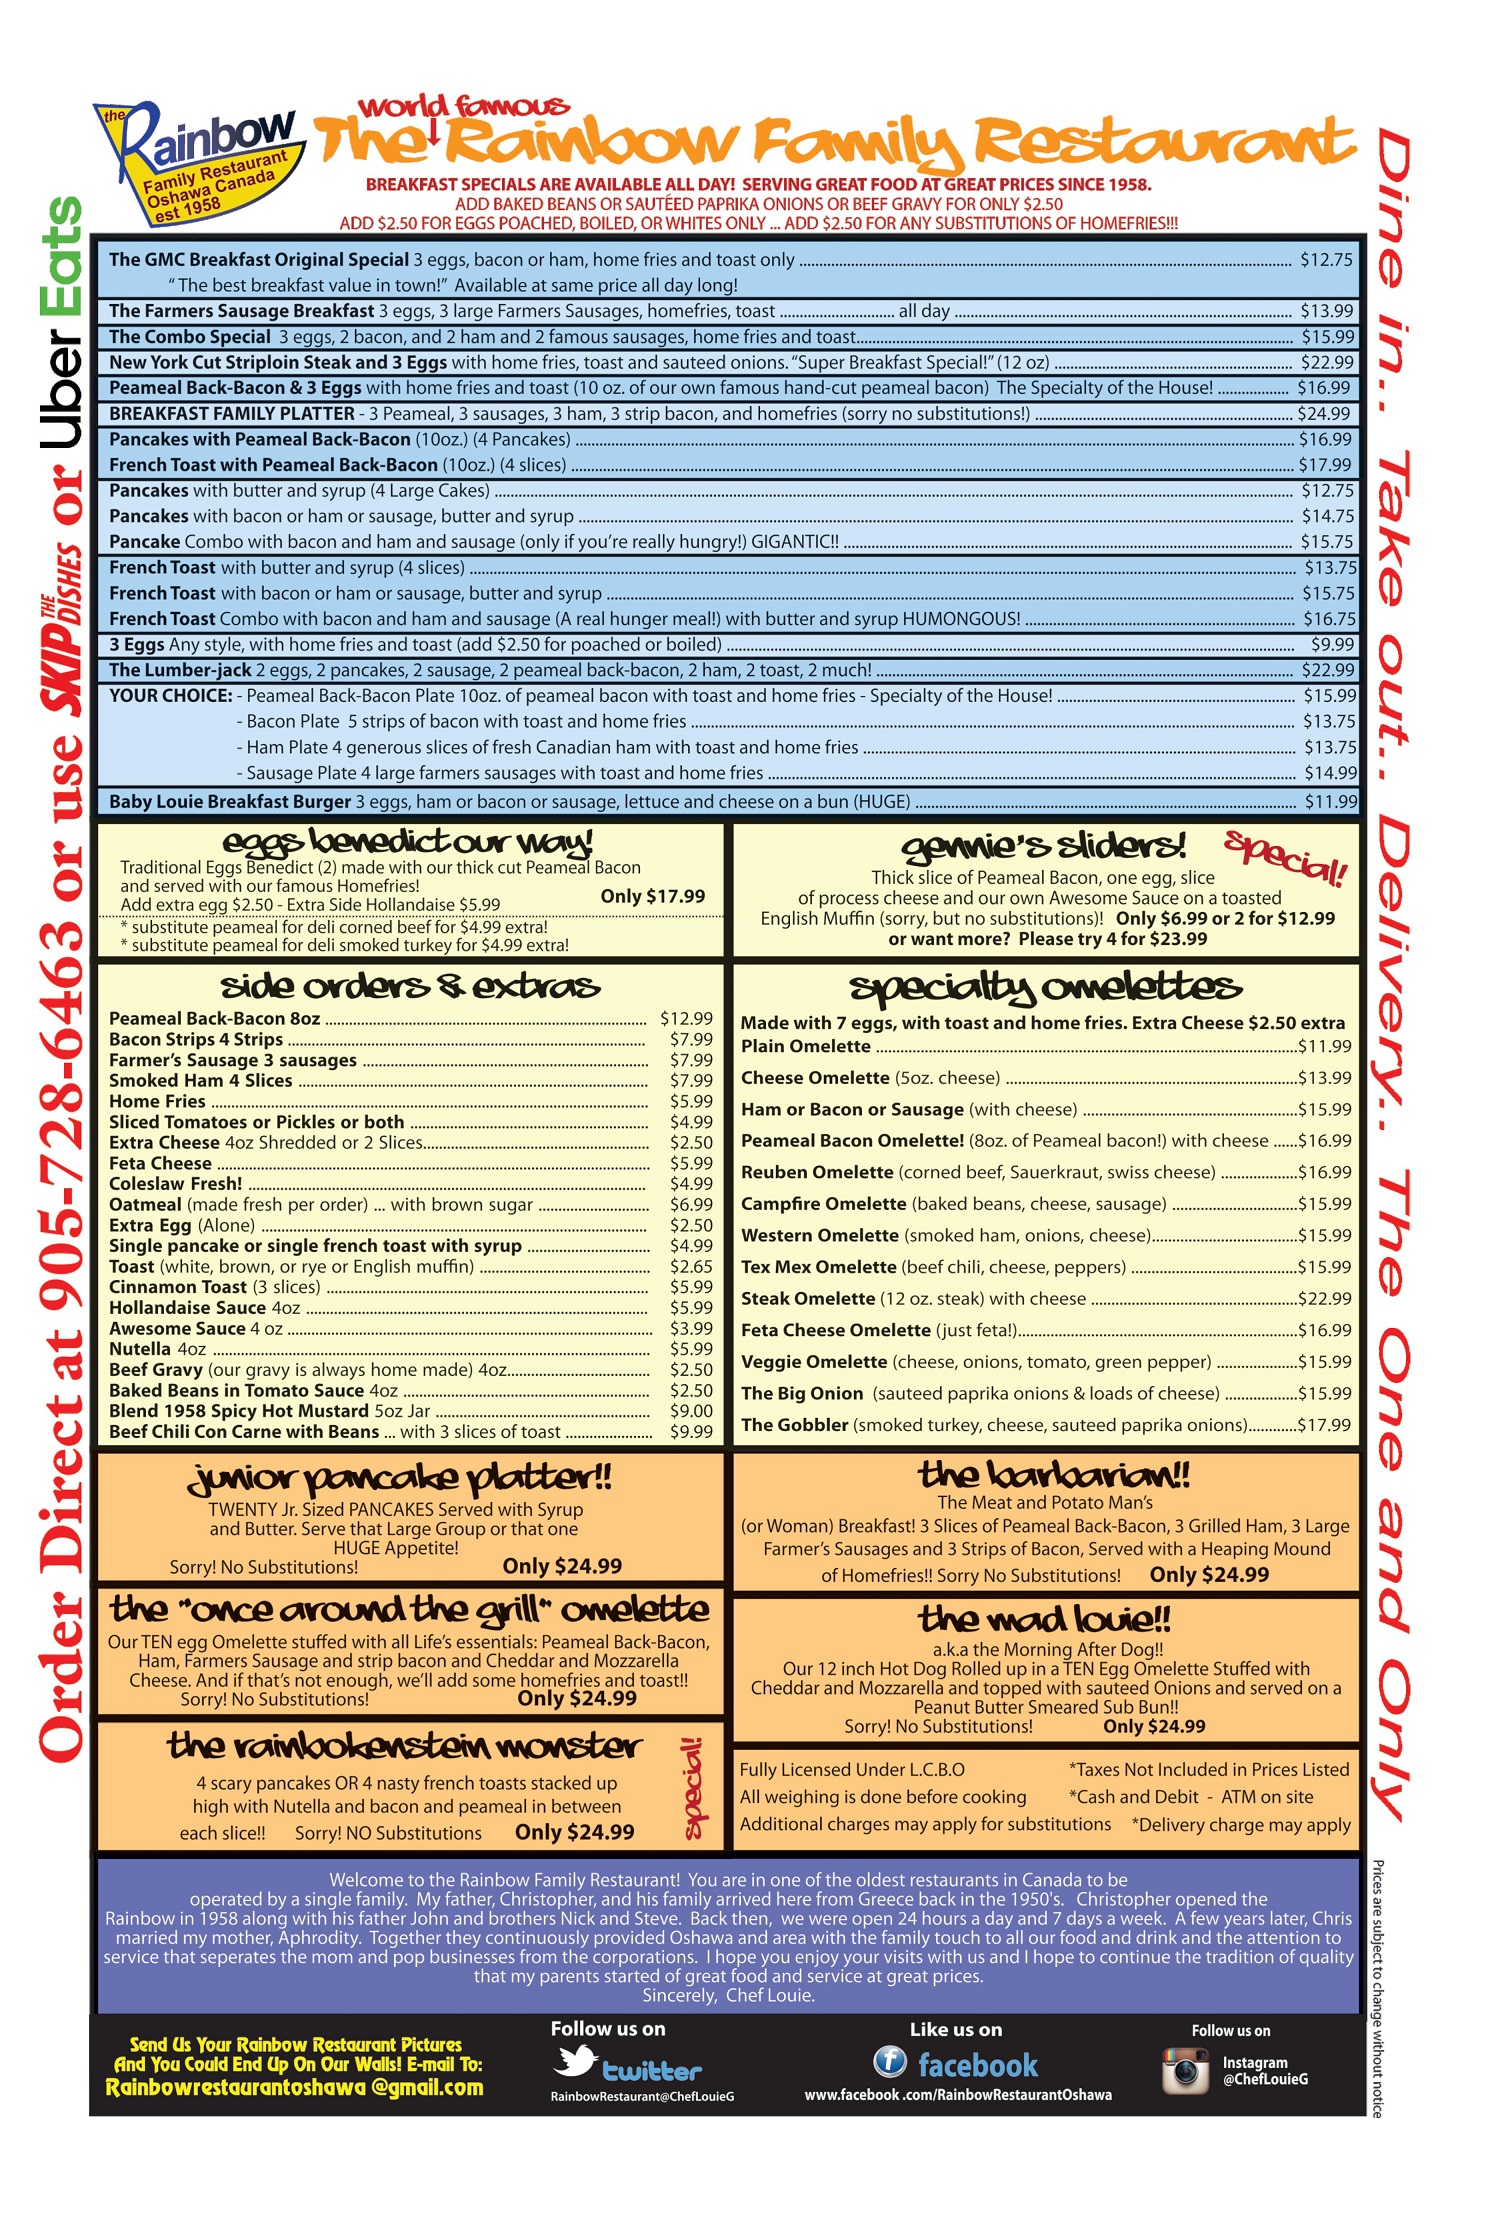 the
Rainbow
Family Restaurant
Oshawa Canada
est 1958
world famous
The Rainbow Family Restaurant
BREAKFAST SPECIALS ARE AVAILABLE ALL DAY! SERVING GREAT FOOD AT GREAT PRICES SINCE 1958.
ADD BAKED BEANS OR SAUTÉED PAPRIKA ONIONS OR BEEF GRAVY FOR ONLY $2.50
ADD $2.50 FOR EGGS POACHED, BOILED, OR WHITES ONLY ... ADD $2.50 FOR ANY SUBSTITUTIONS OF HOMEFRIES!!!
Order Direct at 905-728-6463 or use SKIP THE DISHES or Uber Eats
Dine in.. Take out.. Delivery.. The One and Only
The GMC Breakfast Original Special 3 eggs, bacon or ham, home fries and toast only ... $12.75
" The best breakfast value in town!" Available at same price all day long!
The Farmers Sausage Breakfast 3 eggs, 3 large Farmers Sausages, homefries, toast ... all day ... $13.99
The Combo Special 3 eggs, 2 bacon, and 2 ham and 2 famous sausages, home fries and toast... $15.99
New York Cut Striploin Steak and 3 Eggs with home fries, toast and sauteed onions. "Super Breakfast Special!" (12 oz) ... $22.99
Peameal Back-Bacon & 3 Eggs with home fries and toast (10 oz. of our own famous hand-cut peameal bacon) The Specialty of the House! ... $16.99
BREAKFAST FAMILY PLATTER - 3 Peameal, 3 sausages, 3 ham, 3 strip bacon, and homefries (sorry no substitutions!) ... $24.99
Pancakes with Peameal Back-Bacon (10oz.) (4 Pancakes) ... $16.99
French Toast with Peameal Back-Bacon (10oz.) (4 slices) ... $17.99
Pancakes with butter and syrup (4 Large Cakes) ... $12.75
Pancakes with bacon or ham or sausage, butter and syrup ... $14.75
Pancake Combo with bacon and ham and sausage (only if you're really hungry!) GIGANTIC!! ... $15.75
French Toast with butter and syrup (4 slices) ... $13.75
French Toast with bacon or ham or sausage, butter and syrup ... $15.75
French Toast Combo with bacon and ham and sausage (A real hunger meal!) with butter and syrup HUMONGOUS! ... $16.75
3 Eggs Any style, with home fries and toast (add $2.50 for poached or boiled) ... $9.99
The Lumber-jack 2 eggs, 2 pancakes, 2 sausage, 2 peameal back-bacon, 2 ham, 2 toast, 2 much! ... $22.99
YOUR CHOICE: - Peameal Back-Bacon Plate 10oz. of peameal bacon with toast and home fries - Specialty of the House! ... $15.99
- Bacon Plate 5 strips of bacon with toast and home fries ... $13.75
- Ham Plate 4 generous slices of fresh Canadian ham with toast and home fries ... $13.75
- Sausage Plate 4 large farmers sausages with toast and home fries ... $14.99
Baby Louie Breakfast Burger 3 eggs, ham or bacon or sausage, lettuce and cheese on a bun (HUGE) ... $11.99
eggs benedict our way!
Traditional Eggs Benedict (2) made with our thick cut Peameal Bacon
and served with our famous Homefries!
Add extra egg $2.50 - Extra Side Hollandaise $5.99
Only $17.99
* substitute peameal for deli corned beef for $4.99 extra!
* substitute peameal for deli smoked turkey for $4.99 extra!
gennie's sliders!
special!
Thick slice of Peameal Bacon, one egg, slice
of process cheese and our own Awesome Sauce on a toasted
English Muffin (sorry, but no substitutions)! Only $6.99 or 2 for $12.99
or want more? Please try 4 for $23.99
side orders & extras
Peameal Back-Bacon 8oz ... $12.99
Bacon Strips 4 Strips ... $7.99
Farmer's Sausage 3 sausages ... $7.99
Smoked Ham 4 Slices ... $7.99
Home Fries ... $5.99
Sliced Tomatoes or Pickles or both ... $4.99
Extra Cheese 4oz Shredded or 2 Slices... $2.50
Feta Cheese ... $5.99
Coleslaw Fresh! ... $4.99
Oatmeal (made fresh per order) ... with brown sugar ... $6.99
Extra Egg (Alone) ... $2.50
Single pancake or single french toast with syrup ... $4.99
Toast (white, brown, or rye or English muffin) ... $2.65
Cinnamon Toast (3 slices) ... $5.99
Hollandaise Sauce 4oz ... $5.99
Awesome Sauce 4 oz ... $3.99
Nutella 4oz ... $5.99
Beef Gravy (our gravy is always home made) 4oz... $2.50
Baked Beans in Tomato Sauce 4oz ... $2.50
Blend 1958 Spicy Hot Mustard 5oz Jar ... $9.00
Beef Chili Con Carne with Beans ... with 3 slices of toast ... $9.99
specialty omelettes
Made with 7 eggs, with toast and home fries. Extra Cheese $2.50 extra
Plain Omelette ... $11.99
Cheese Omelette (5oz. cheese) ... $13.99
Ham or Bacon or Sausage (with cheese) ... $15.99
Peameal Bacon Omelette! (8oz. of Peameal bacon!) with cheese ... $16.99
Reuben Omelette (corned beef, Sauerkraut, swiss cheese) ... $16.99
Campfire Omelette (baked beans, cheese, sausage) ... $15.99
Western Omelette (smoked ham, onions, cheese)... $15.99
Tex Mex Omelette (beef chili, cheese, peppers) ... $15.99
Steak Omelette (12 oz. steak) with cheese ... $22.99
Feta Cheese Omelette (just feta!)... $16.99
Veggie Omelette (cheese, onions, tomato, green pepper) ... $15.99
The Big Onion (sauteed paprika onions & loads of cheese) ... $15.99
The Gobbler (smoked turkey, cheese, sauteed paprika onions)... $17.99
junior pancake platter!!
TWENTY Jr. Sized PANCAKES Served with Syrup
and Butter. Serve that Large Group or that one
HUGE Appetite!
Sorry! No Substitutions! Only $24.99
the "once around the grill" omelette
Our TEN egg Omelette stuffed with all Life's essentials: Peameal Back-Bacon,
Ham, Farmers Sausage and strip bacon and Cheddar and Mozzarella
Cheese. And if that's not enough, we'll add some homefries and toast!!
Sorry! No Substitutions! Only $24.99
the rainbokenstein monster
4 scary pancakes OR 4 nasty french toasts stacked up
high with Nutella and bacon and peameal in between
each slice!! Sorry! NO Substitutions Only $24.99
special!
the barbarian!!
The Meat and Potato Man's
(or Woman) Breakfast! 3 Slices of Peameal Back-Bacon, 3 Grilled Ham, 3 Large
Farmer's Sausages and 3 Strips of Bacon, Served with a Heaping Mound
of Homefries!! Sorry No Substitutions! Only $24.99
the mad louie!!
a.k.a the Morning After Dog!!
Our 12 inch Hot Dog Rolled up in a TEN Egg Omelette Stuffed with
Cheddar and Mozzarella and topped with sauteed Onions and served on a
Peanut Butter Smeared Sub Bun!!
Sorry! No Substitutions! Only $24.99
Fully Licensed Under L.C.B.O *Taxes Not Included in Prices Listed
All weighing is done before cooking *Cash and Debit - ATM on site
Additional charges may apply for substitutions *Delivery charge may apply
Welcome to the Rainbow Family Restaurant! You are in one of the oldest restaurants in Canada to be
operated by a single family. My father, Christopher, and his family arrived here from Greece back in the 1950's. Christopher opened the
Rainbow in 1958 along with his father John and brothers Nick and Steve. Back then, we were open 24 hours a day and 7 days a week. A few years later, Chris
married my mother, Aphrodity. Together they continuously provided Oshawa and area with the family touch to all our food and drink and the attention to
service that seperates the mom and pop businesses from the corporations. I hope you enjoy your visits with us and I hope to continue the tradition of quality
that my parents started of great food and service at great prices.
Sincerely, Chef Louie.
Prices are subject to change without notice
Send Us Your Rainbow Restaurant Pictures
And You Could End Up On Our Walls! E-mail To:
Rainbowrestaurantoshawa @gmail.com
Follow us on
twitter
RainbowRestaurant@ChefLouieG
Like us on
f facebook
www.facebook .com/RainbowRestaurantOshawa
Follow us on
Instagram
@ChefLouieG